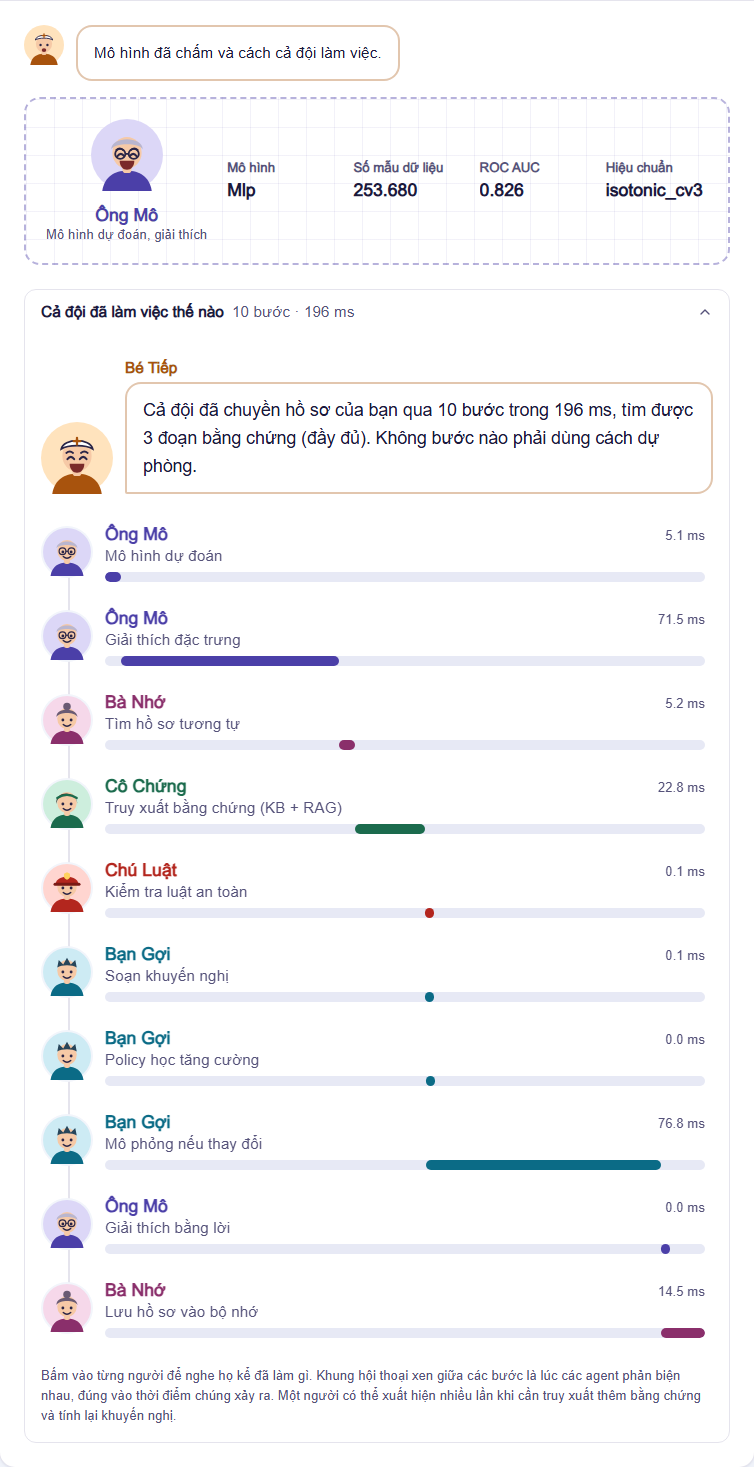 Mô hình đã chấm và cách cả đội làm việc.
Ông Mô
Mô hình dự đoán, giải thích
Mô hình
Mlp
Số mẫu dữ liệu
253.680
ROC AUC
0.826
Hiệu chuẩn
isotonic_cv3
Cả đội đã làm việc thế nào 10 bước · 196 ms
Bé Tiếp
Cả đội đã chuyền hồ sơ của bạn qua 10 bước trong 196 ms, tìm được
3 đoạn bằng chứng (đầy đủ). Không bước nào phải dùng cách dự
phòng.
Ông Mô
5.1 ms
Mô hình dự đoán
Ông Mô
71.5 ms
Giải thích đặc trưng
Bà Nhớ
5.2 ms
Tìm hồ sơ tương tự
Cô Chứng
22.8 ms
Truy xuất bằng chứng (KB + RAG)
Chú Luật
0.1 ms
Kiểm tra luật an toàn
Bạn Gợi
0.1 ms
Soạn khuyến nghị
Bạn Gợi
0.0 ms
Policy học tăng cường
Bạn Gợi
76.8 ms
Mô phỏng nếu thay đổi
Ông Mô
0.0 ms
Giải thích bằng lời
Bà Nhớ
14.5 ms
Lưu hồ sơ vào bộ nhớ
Bấm vào từng người để nghe họ kể đã làm gì. Khung hội thoại xen giữa các bước là lúc các agent phản biện
nhau, đúng vào thời điểm chúng xảy ra. Một người có thể xuất hiện nhiều lần khi cần truy xuất thêm bằng chứng
và tính lại khuyến nghị.